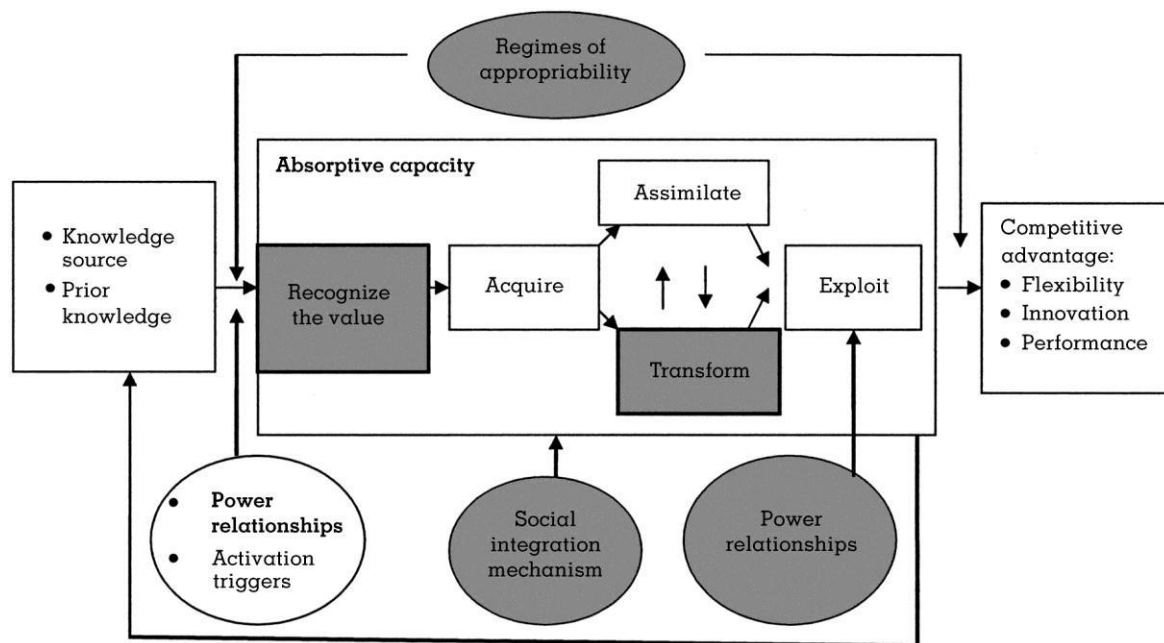 Regimes of
appropriability
Absorptive capacity
Assimilate
• Knowledge
source
• Prior
knowledge
Recognize
the value
Acquire
Exploit
Transform
Competitive
advantage:
• Flexibility
• Innovation
• Performance
• Power
relationships
• Activation
triggers
Social
integration
mechanism
Power
relationships